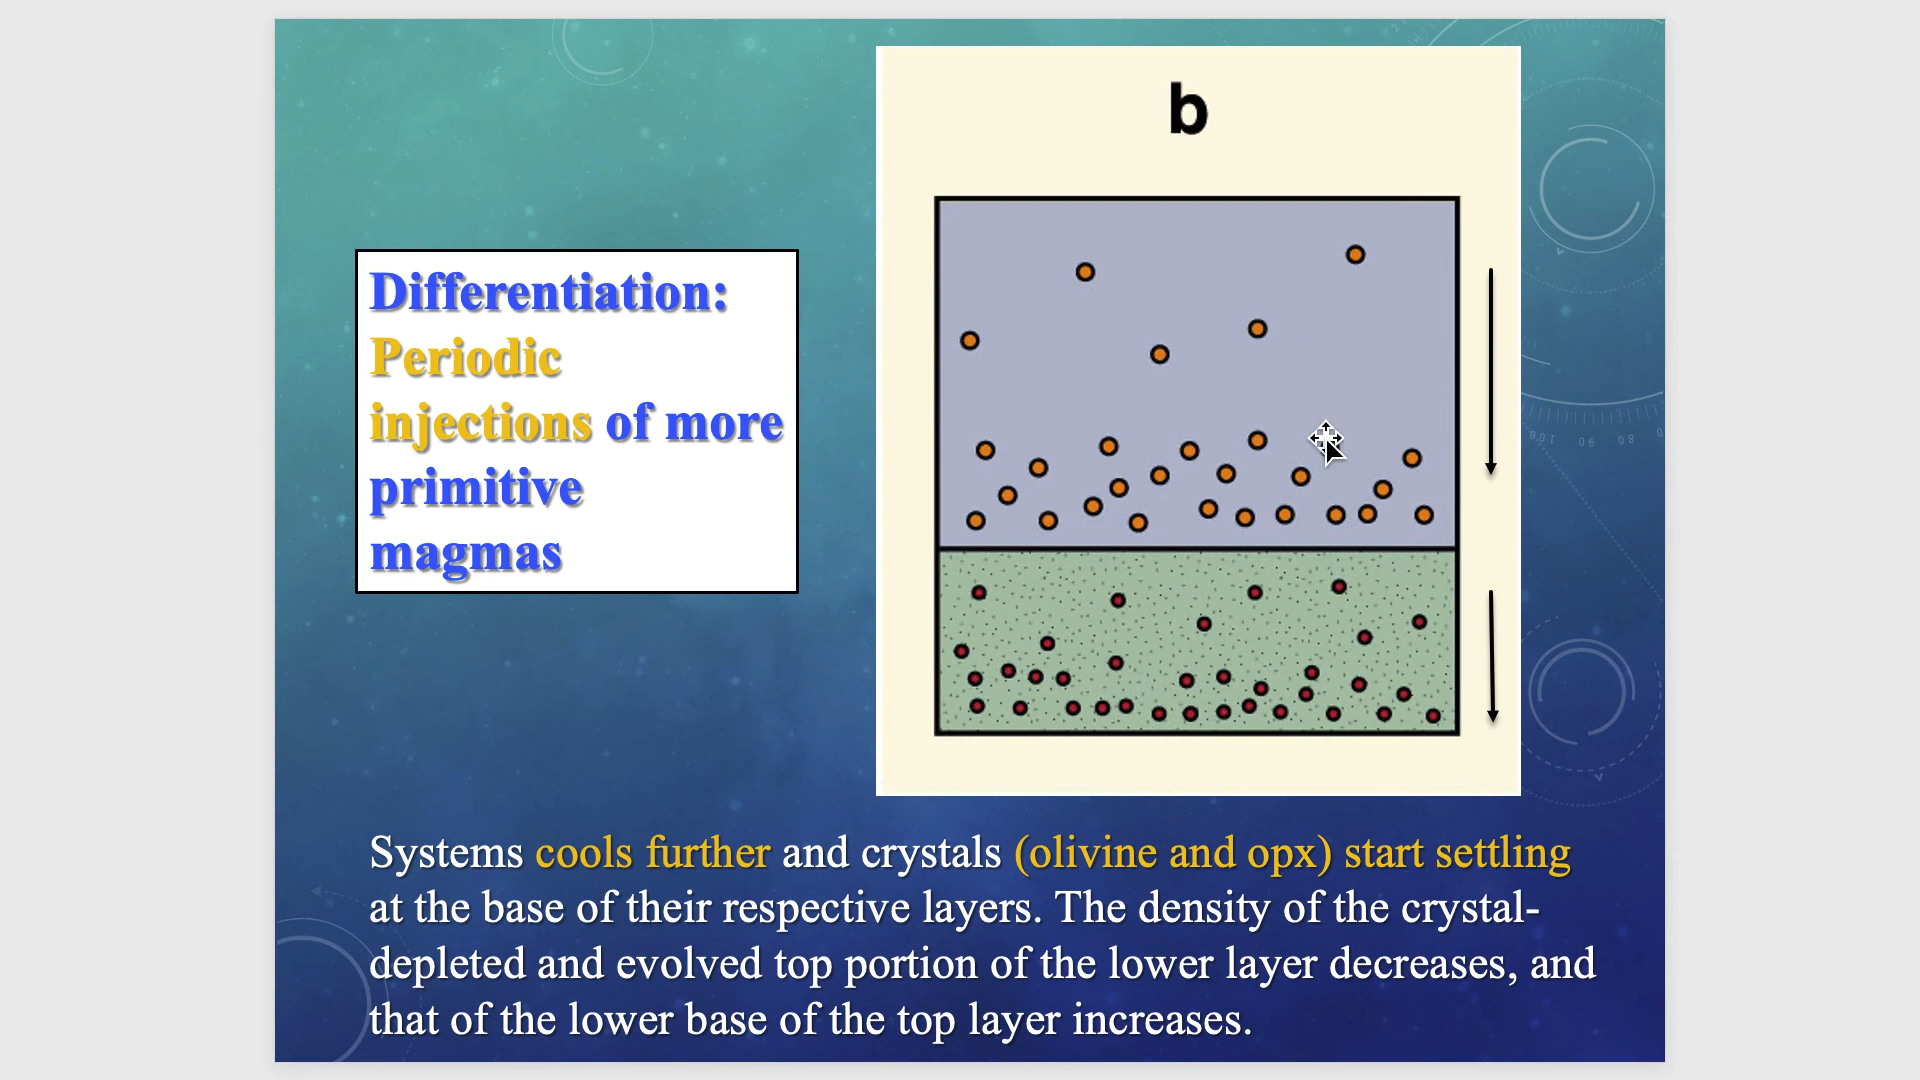 b
Differentiation:
Periodic
injections of more
primitive
magmas
Systems cools further and crystals (olivine and opx) start settling
at the base of their respective layers. The density of the crystal-
depleted and evolved top portion of the lower layer decreases, and
that of the lower base of the top layer increases.